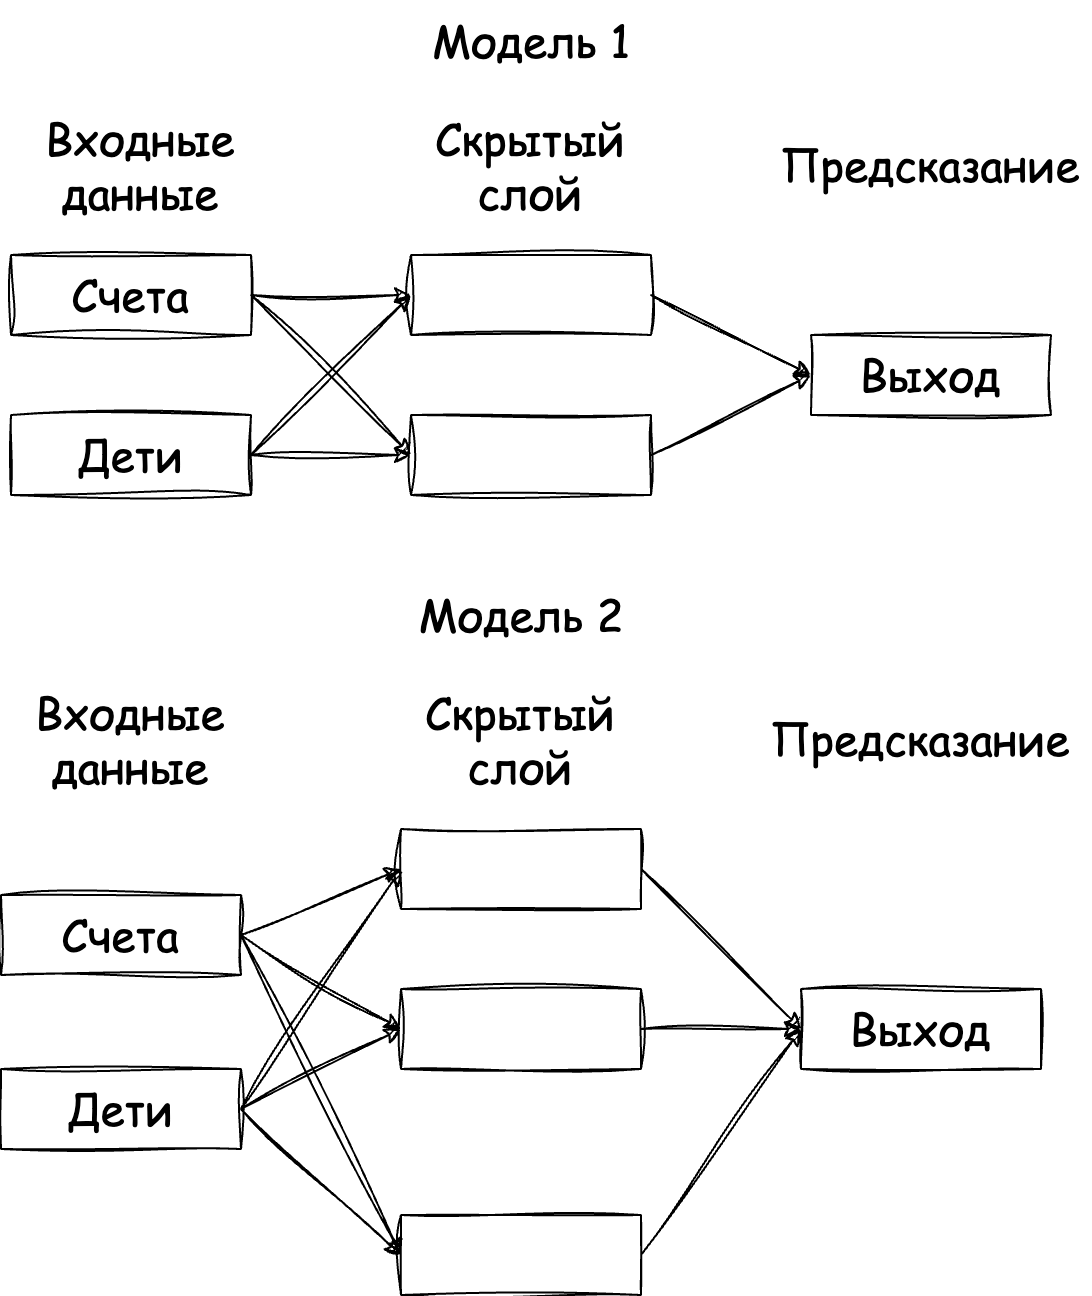 Модель 1
Входные
данные
Скрытый
слой
Предсказание
Счета
Дети
Выход
Модель 2
Входные
данные
Скрытый
слой
Предсказание
Счета
Дети
Выход